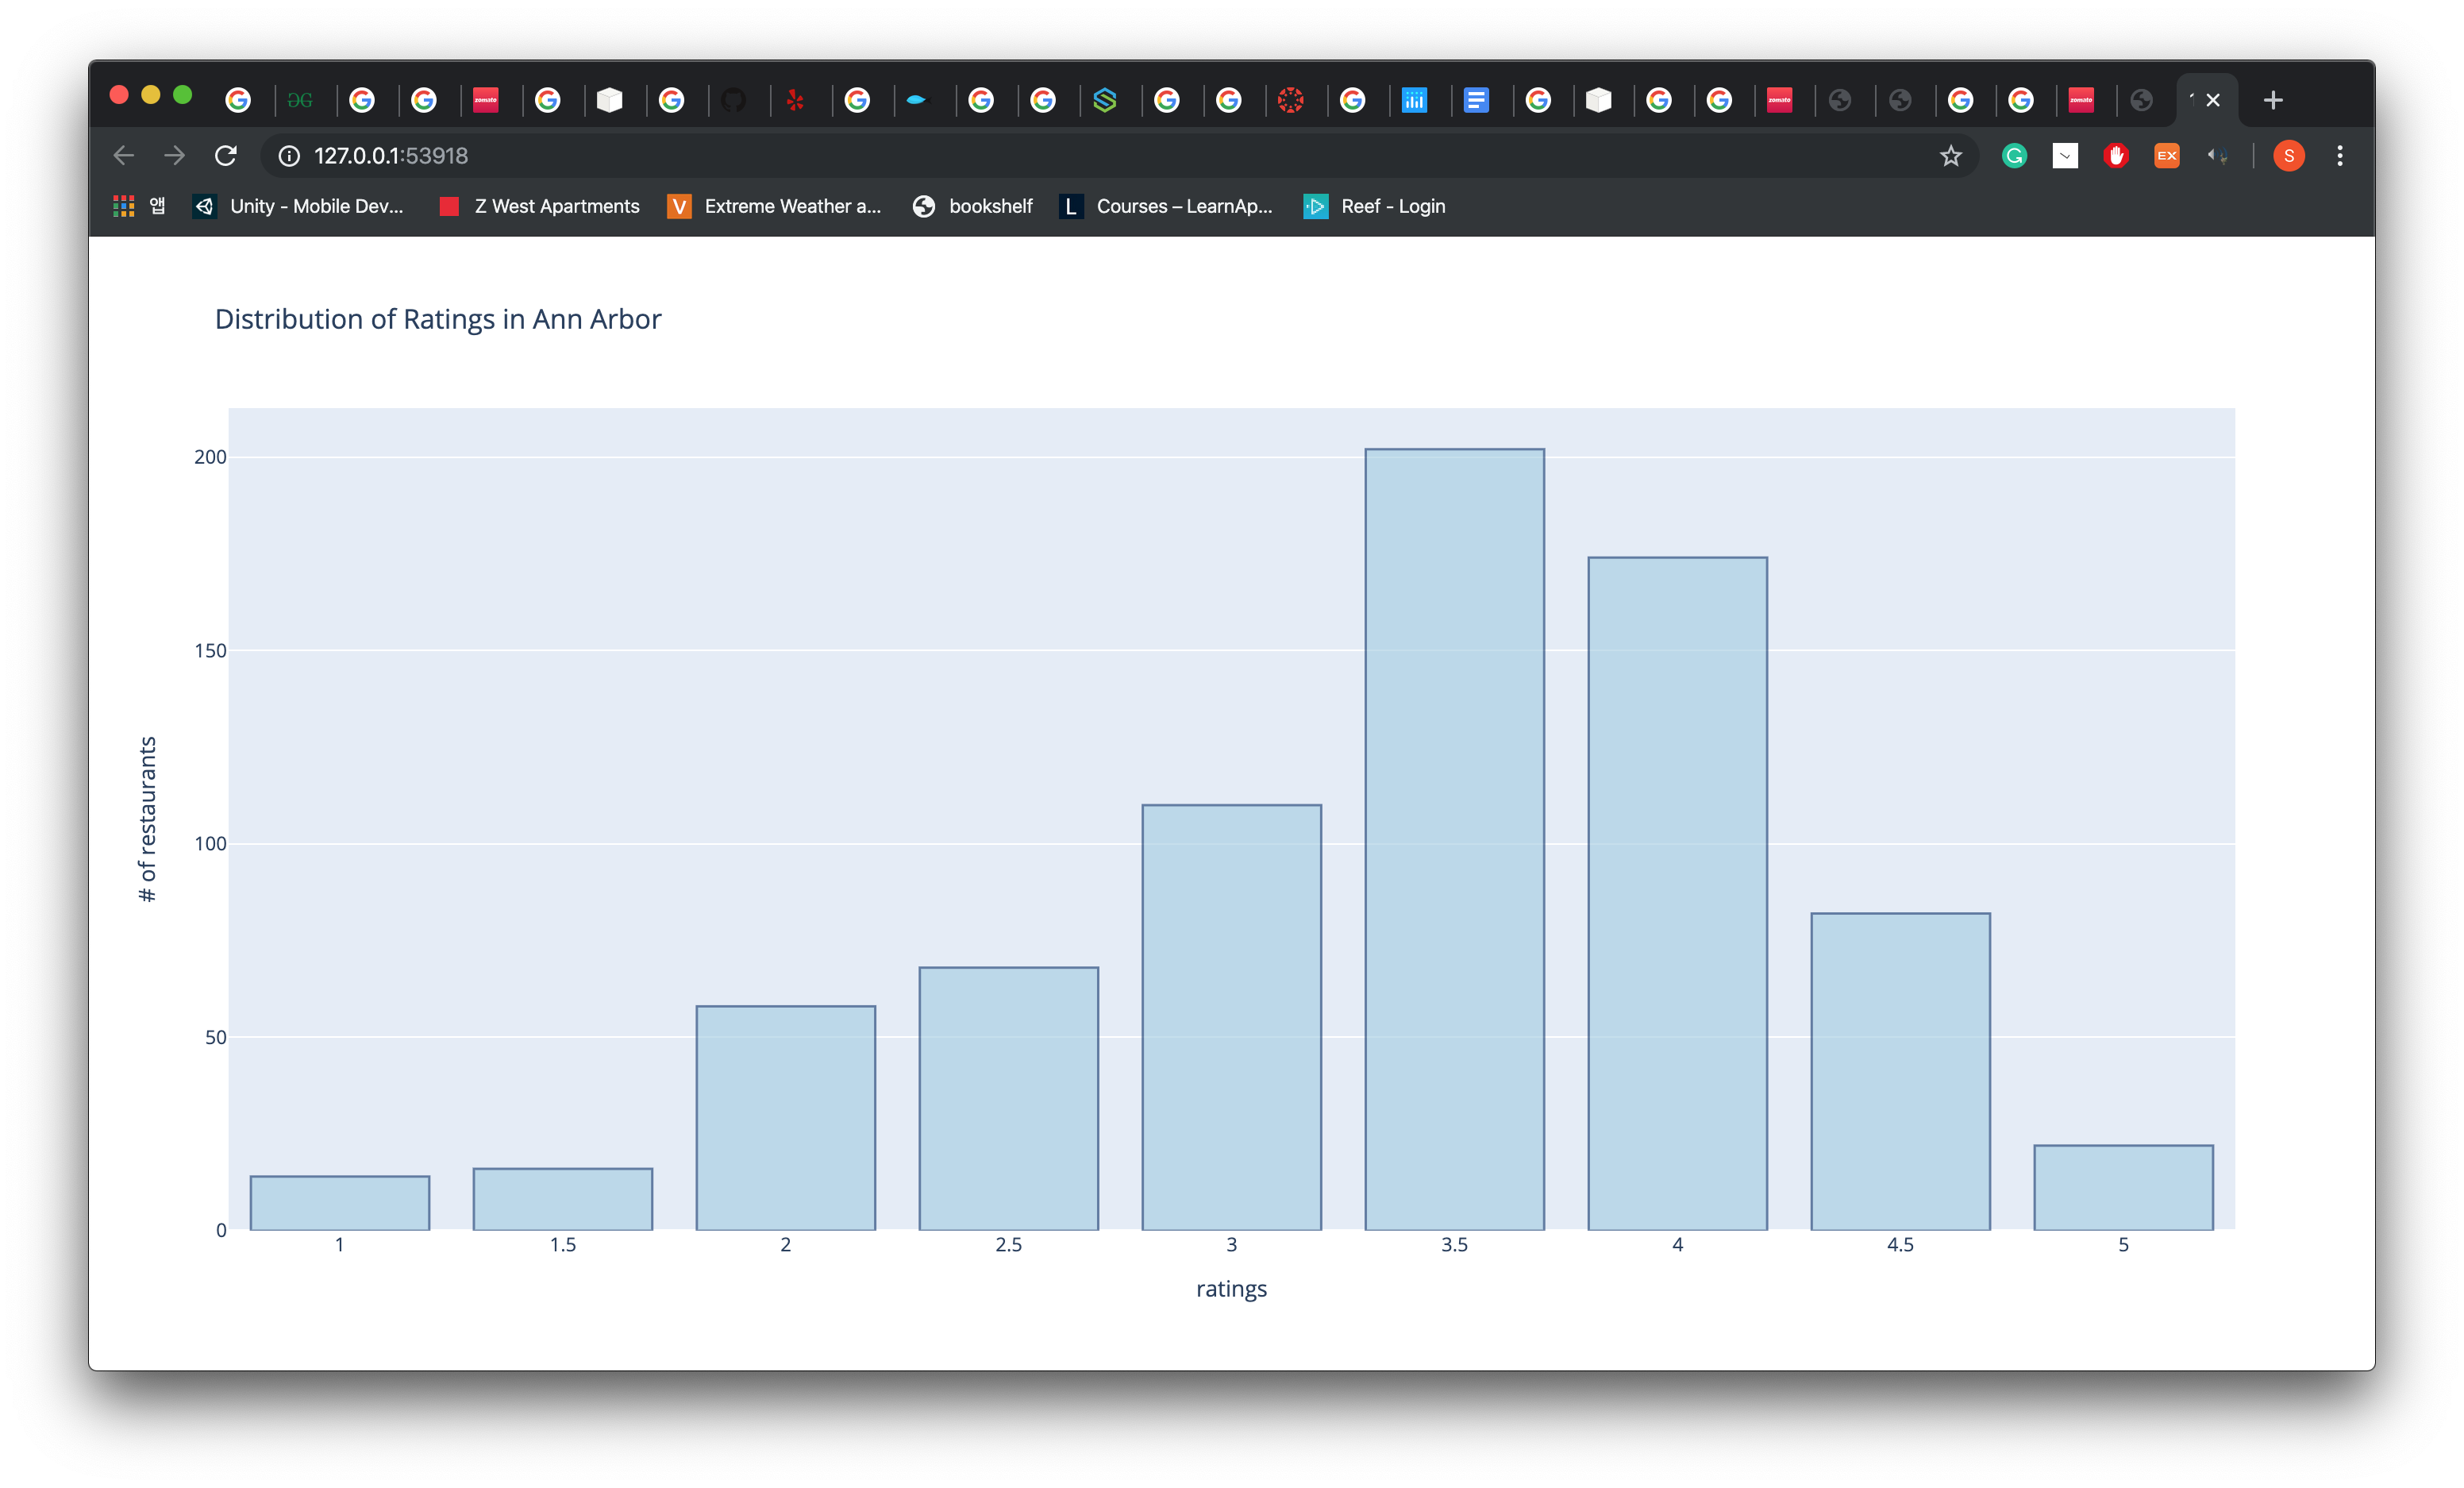 127.0.0.1:53918
앱 Unity - Mobile Dev... Z West Apartments Extreme Weather a... bookshelf Courses – LearnAp... Reef - Login
Distribution of Ratings in Ann Arbor
200
150
100
50
0
# of restaurants
1 1.5 2 2.5 3 3.5 4 4.5 5
ratings